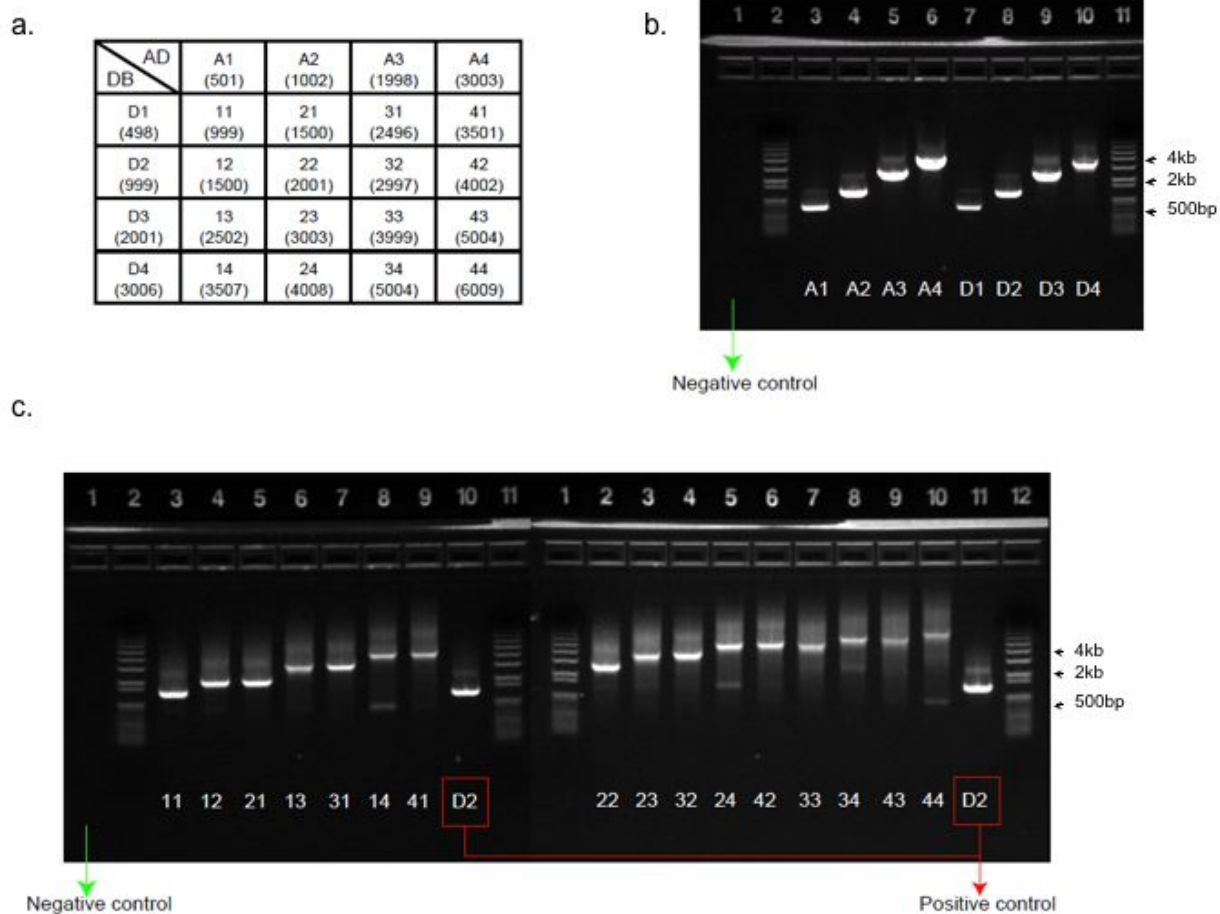 a.
AD
DB
A1 A2 A3 A4
(501) (1002) (1998) (3003)
D1 11 21 31 41
(498) (999) (1500) (2496) (3501)
D2 12 22 32 42
(999) (1500) (2001) (2997) (4002)
D3 13 23 33 43
(2001) (2502) (3003) (3999) (5004)
D4 14 24 34 44
(3006) (3507) (4008) (5004) (6009)
b.
1 2 3 4 5 6 7 8 9 10 11
4kb
2kb
500bp
A1 A2 A3 A4 D1 D2 D3 D4
Negative control
c.
1 2 3 4 5 6 7 8 9 10 11 1 2 3 4 5 6 7 8 9 10 11 12
4kb
2kb
500bp
11 12 21 13 31 14 41 D2 22 23 32 24 42 33 34 43 44 D2
Negative control
Positive control